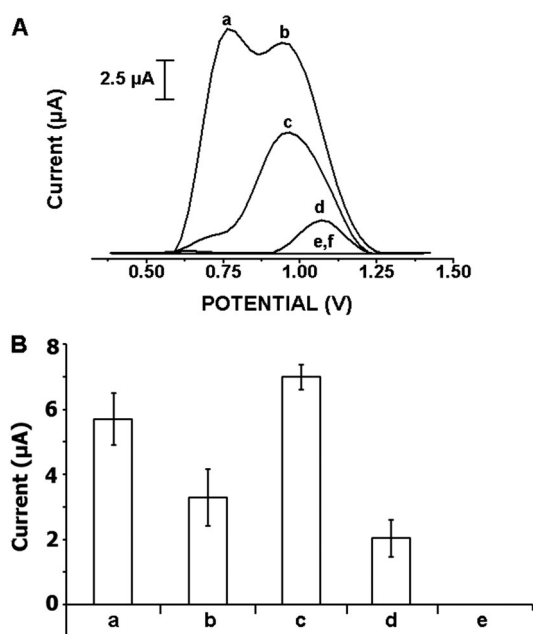 A
a
b
2.5 μA
c
d
e,f
Current (μA)
0.50 0.75 1.00 1.25 1.50
POTENTIAL (V)
B
8
6
4
2
0
Current (μA)
a b c d e